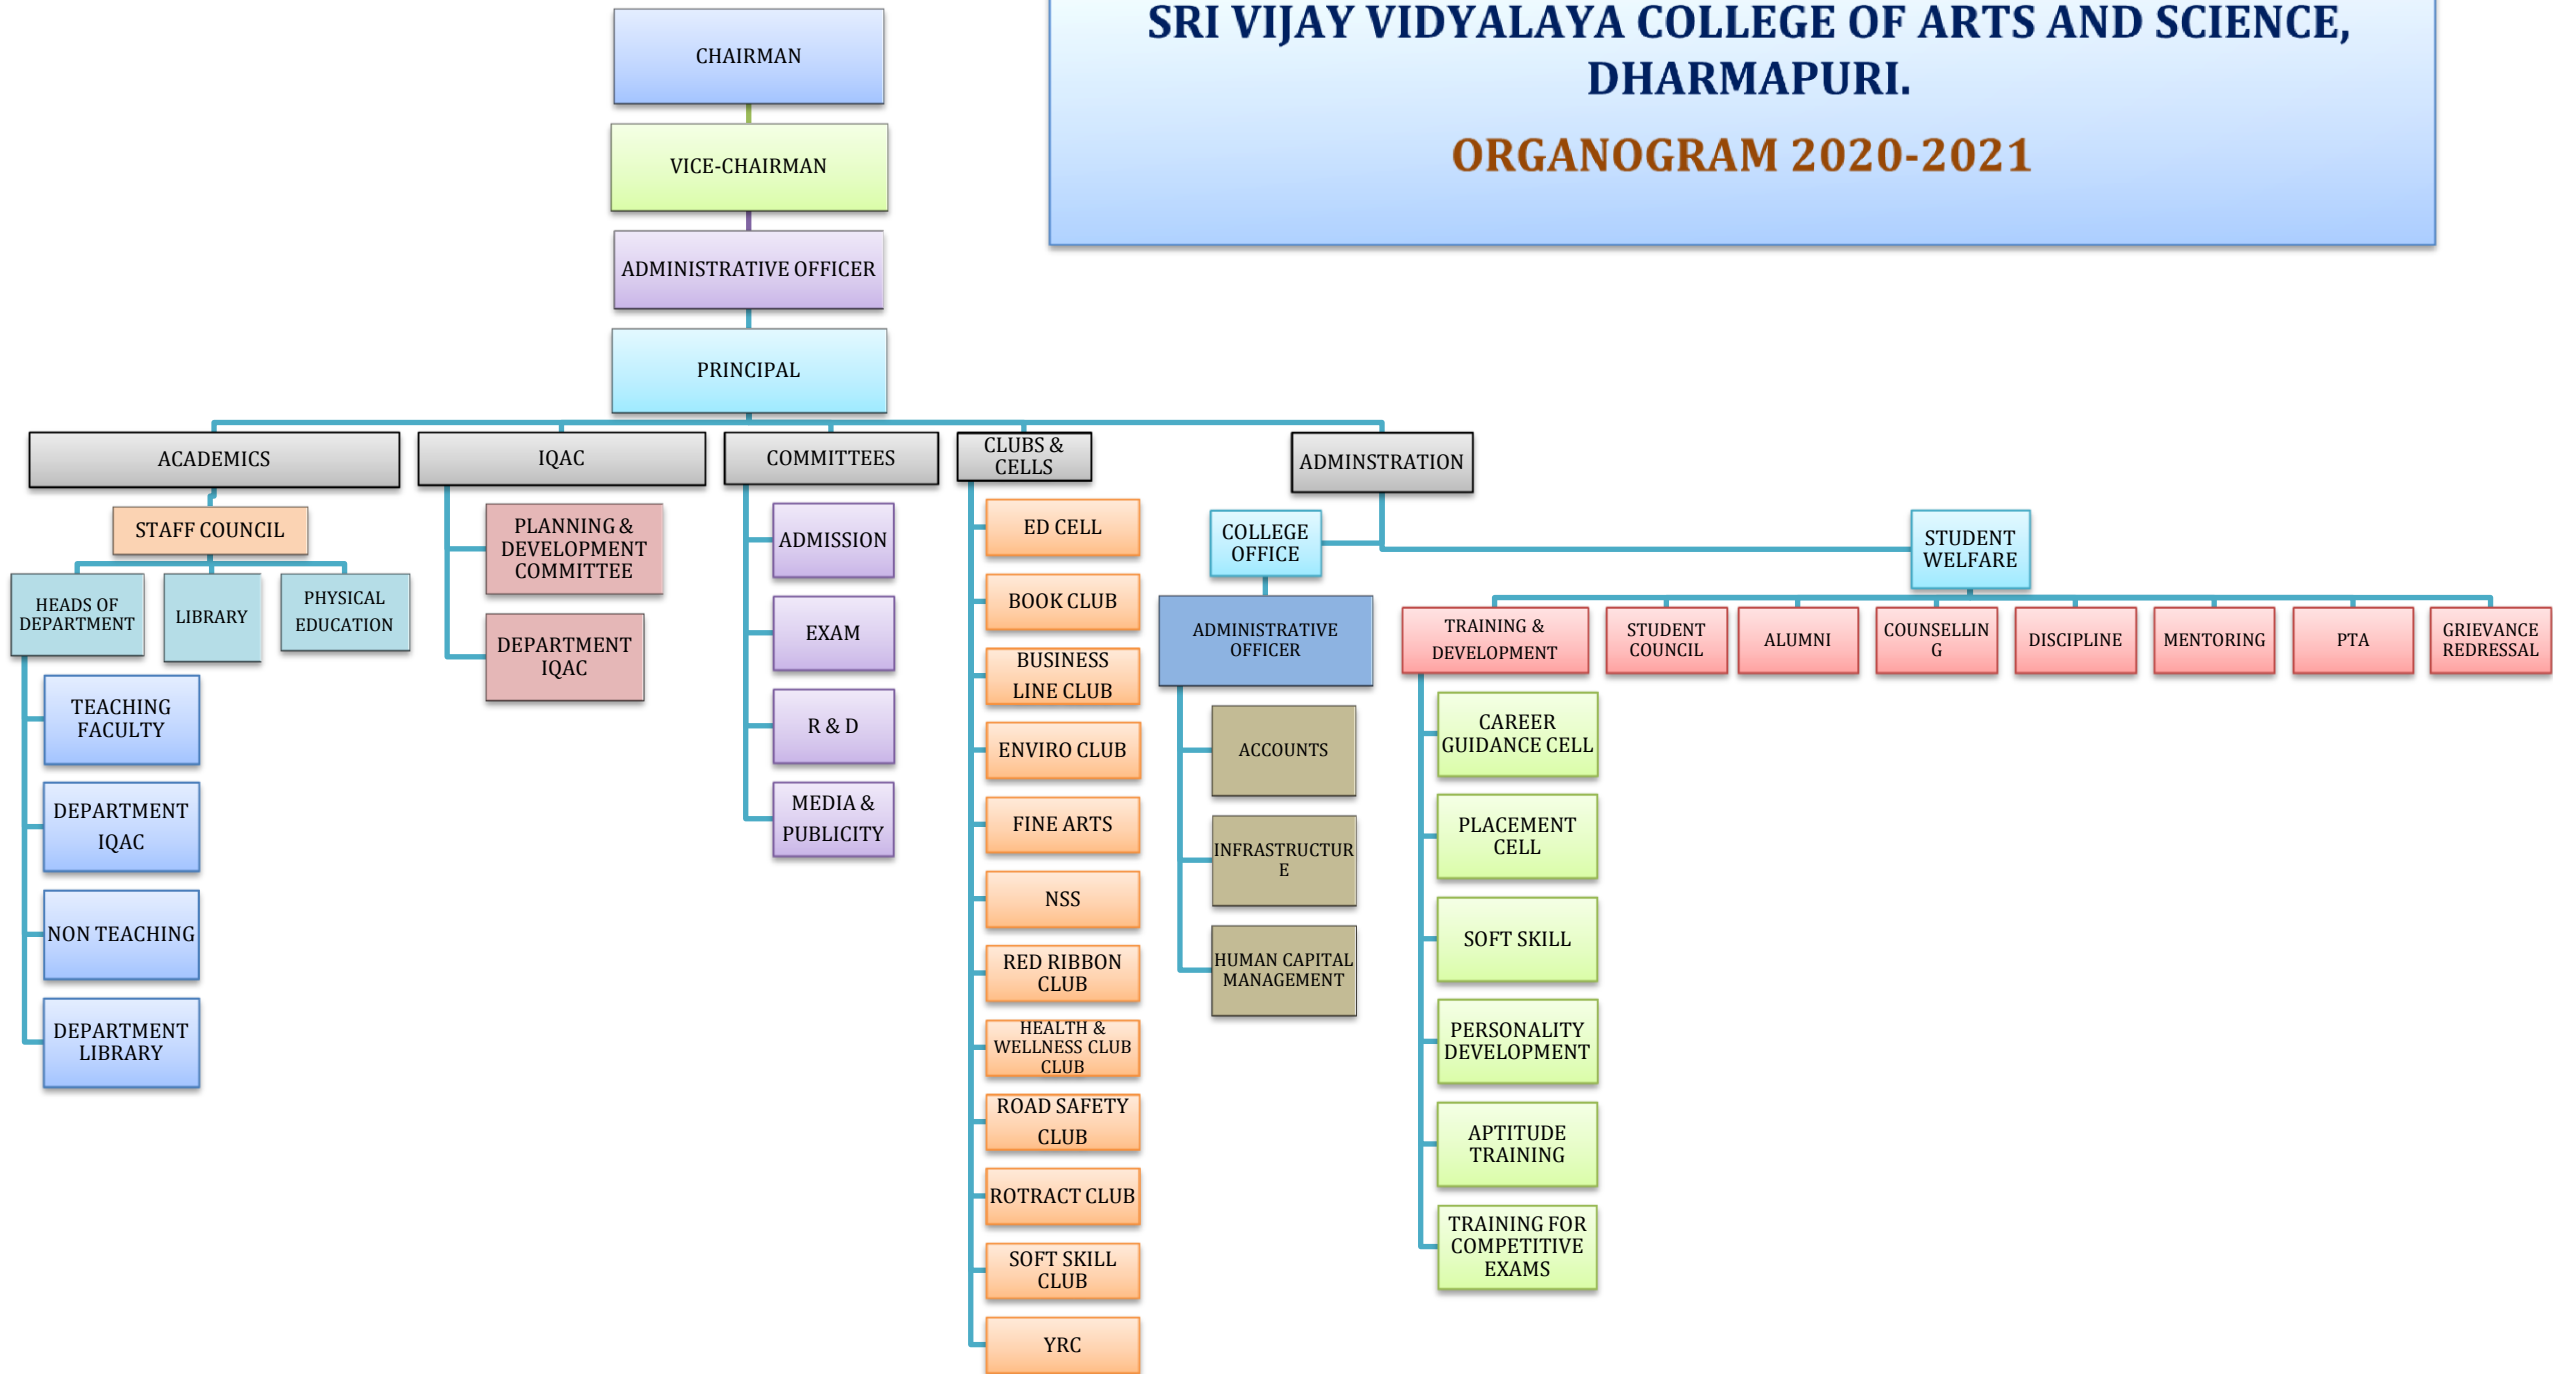 SRI VIJAY VIDYALAYA COLLEGE OF ARTS AND SCIENCE,
DHARMAPURI.
ORGANOGRAM 2020-2021
CHAIRMAN
VICE-CHAIRMAN
ADMINISTRATIVE OFFICER
PRINCIPAL
ACADEMICS
STAFF COUNCIL
HEADS OF
DEPARTMENT
LIBRARY
PHYSICAL
EDUCATION
TEACHING
FACULTY
DEPARTMENT
IQAC
NON TEACHING
DEPARTMENT
LIBRARY
IQAC
PLANNING &
DEVELOPMENT
COMMITTEE
DEPARTMENT
IQAC
COMMITTEES
ADMISSION
EXAM
R & D
MEDIA &
PUBLICITY
CLUBS &
CELLS
ED CELL
BOOK CLUB
BUSINESS
LINE CLUB
ENVIRO CLUB
FINE ARTS
NSS
RED RIBBON
CLUB
HEALTH &
WELLNESS CLUB
CLUB
ROAD SAFETY
CLUB
ROTRACT CLUB
SOFT SKILL
CLUB
YRC
ADMINSTRATION
COLLEGE
OFFICE
ADMINISTRATIVE
OFFICER
ACCOUNTS
INFRASTRUCTUR
E
HUMAN CAPITAL
MANAGEMENT
STUDENT
WELFARE
TRAINING &
DEVELOPMENT
STUDENT
COUNCIL
ALUMNI
COUNSELLIN
G
DISCIPLINE
MENTORING
PTA
GRIEVANCE
REDRESSAL
CAREER
GUIDANCE CELL
PLACEMENT
CELL
SOFT SKILL
PERSONALITY
DEVELOPMENT
APTITUDE
TRAINING
TRAINING FOR
COMPETITIVE
EXAMS